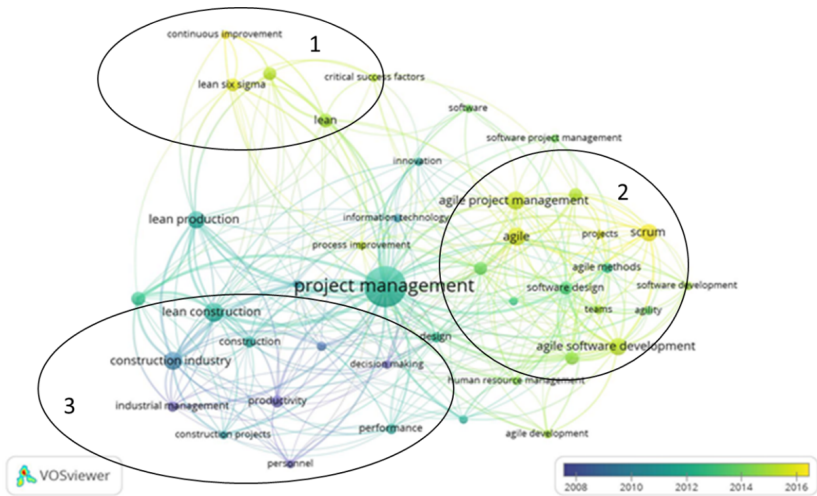 continuous improvement
1
lean six sigma
critical success factors
lean
software
software project management
innovation
agile project management
2
lean production
information technology
agile
projects
scrum
process improvement
agile methods
project management
software design
software development
lean construction
teams
agility
construction
design
agile software development
construction industry
decision making
human resource management
3
industrial management
productivity
construction projects
performance
agile development
personnel
VOSviewer
2008
2010
2012
2014
2016